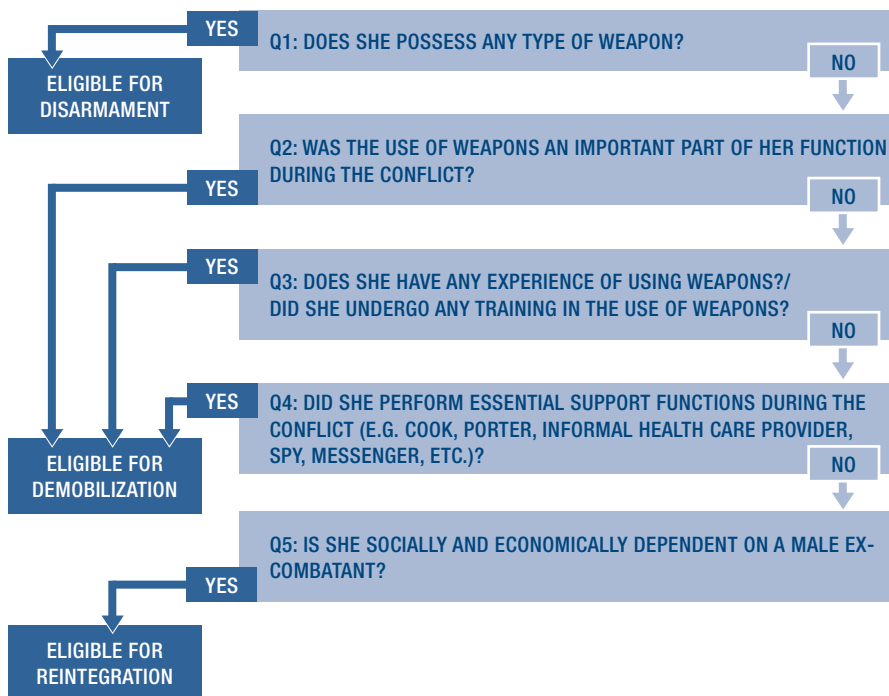 YES
Q1: DOES SHE POSSESS ANY TYPE OF WEAPON?
NO
ELIGIBLE FOR
DISARMAMENT
Q2: WAS THE USE OF WEAPONS AN IMPORTANT PART OF HER FUNCTION
DURING THE CONFLICT?
YES
NO
YES
Q3: DOES SHE HAVE ANY EXPERIENCE OF USING WEAPONS?/
DID SHE UNDERGO ANY TRAINING IN THE USE OF WEAPONS?
NO
YES
Q4: DID SHE PERFORM ESSENTIAL SUPPORT FUNCTIONS DURING THE
CONFLICT (E.G. COOK, PORTER, INFORMAL HEALTH CARE PROVIDER,
SPY, MESSENGER, ETC.)?
NO
ELIGIBLE FOR
DEMOBILIZATION
Q5: IS SHE SOCIALLY AND ECONOMICALLY DEPENDENT ON A MALE EX-
COMBATANT?
YES
ELIGIBLE FOR
REINTEGRATION